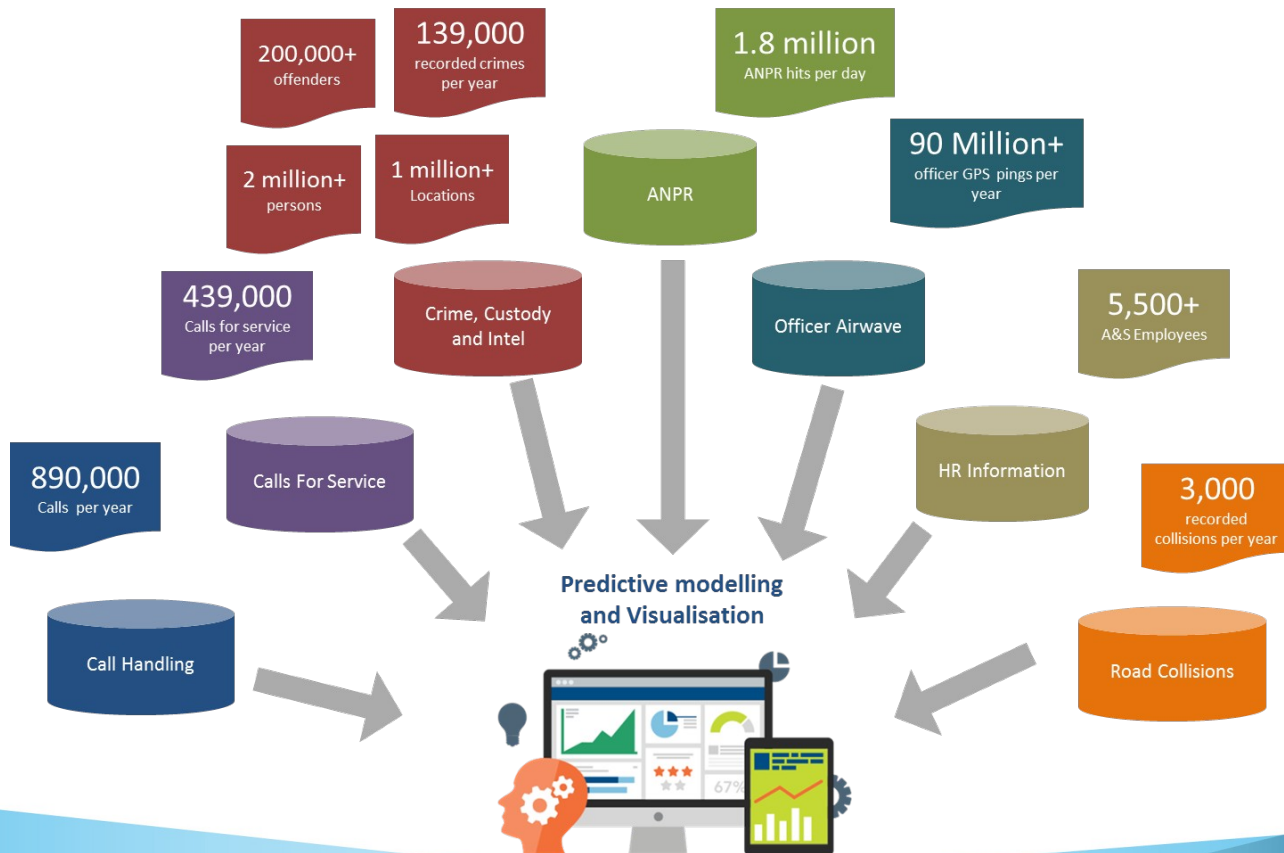 200,000+
offenders
139,000
recorded crimes
per year
1.8 million
ANPR hits per day
2 million+
persons
1 million+
Locations
ANPR
90 Million+
officer GPS pings per
year
439,000
Calls for service
per year
Crime, Custody
and Intel
Officer Airwave
5,500+
A&S Employees
890,000
Calls per year
Calls For Service
HR Information
3,000
recorded
collisions per year
Predictive modelling
and Visualisation
Call Handling
Road Collisions
67%